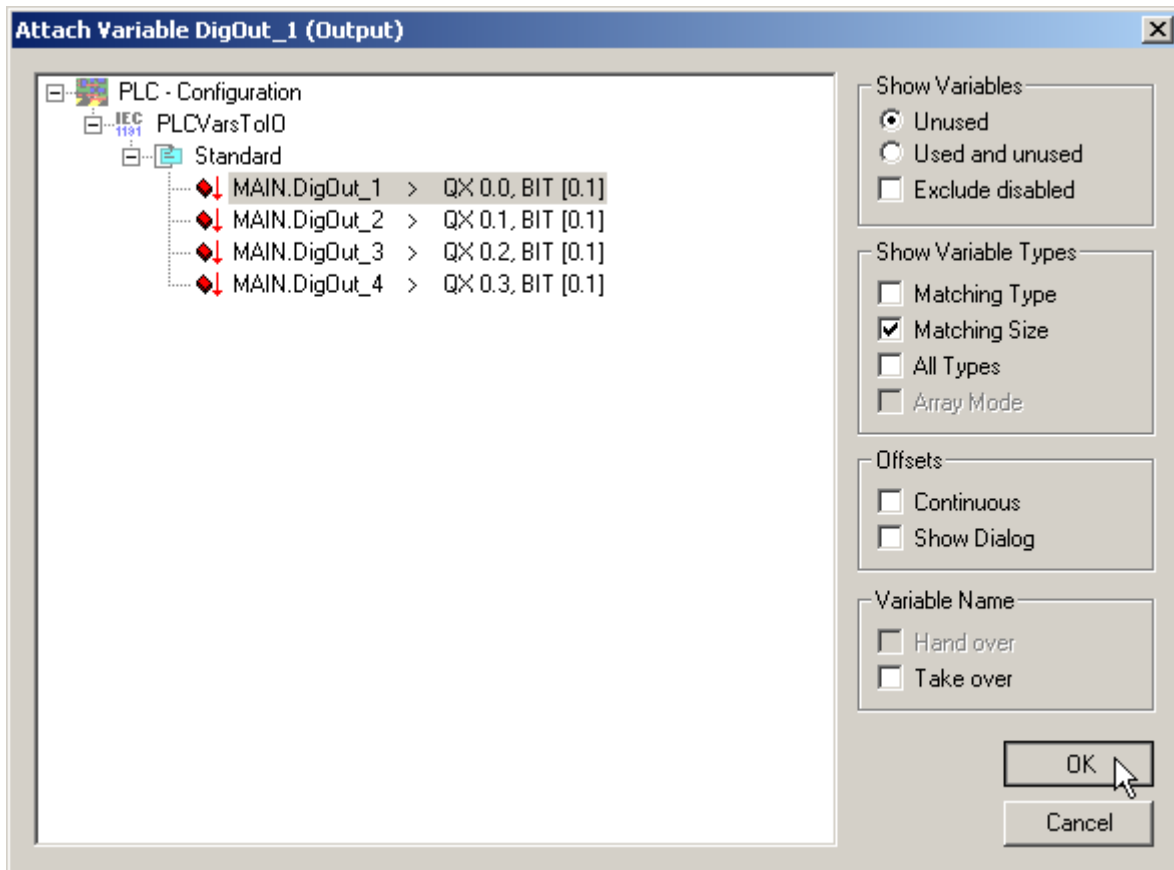 Attach Variable DigOut_1 (Output)
PLC - Configuration
IEC
1131
PLCVarsToIO
Standard
MAIN.DigOut_1 > QX 0.0, BIT [0.1]
MAIN.DigOut_2 > QX 0.1, BIT [0.1]
MAIN.DigOut_3 > QX 0.2, BIT [0.1]
MAIN.DigOut_4 > QX 0.3, BIT [0.1]
Show Variables
Unused
Used and unused
Exclude disabled
Show Variable Types
Matching Type
Matching Size
All Types
Array Mode
Offsets
Continuous
Show Dialog
Variable Name
Hand over
Take over
OK
Cancel